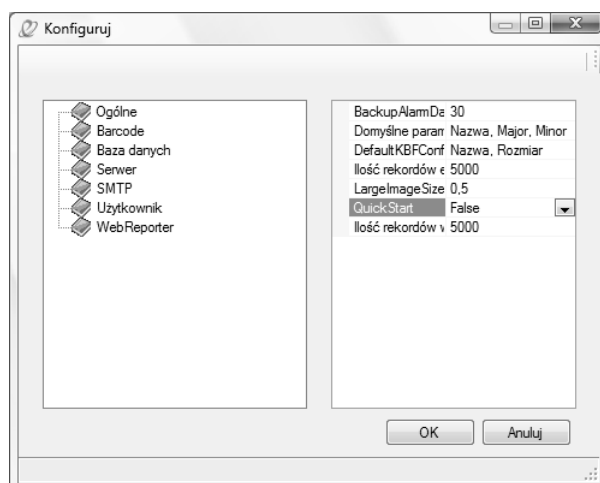 Konfiguruj
Ogólne
Barcode
Baza danych
Serwer
SMTP
Użytkownik
WebReporter
BackupAlarmDa 30
Domyślne param Nazwa, Major, Minor
DefaultKBFConf Nazwa, Rozmiar
Ilość rekordów e 5000
LargeImageSize 0,5
QuickStart False
Ilość rekordów w 5000
OK Anuluj